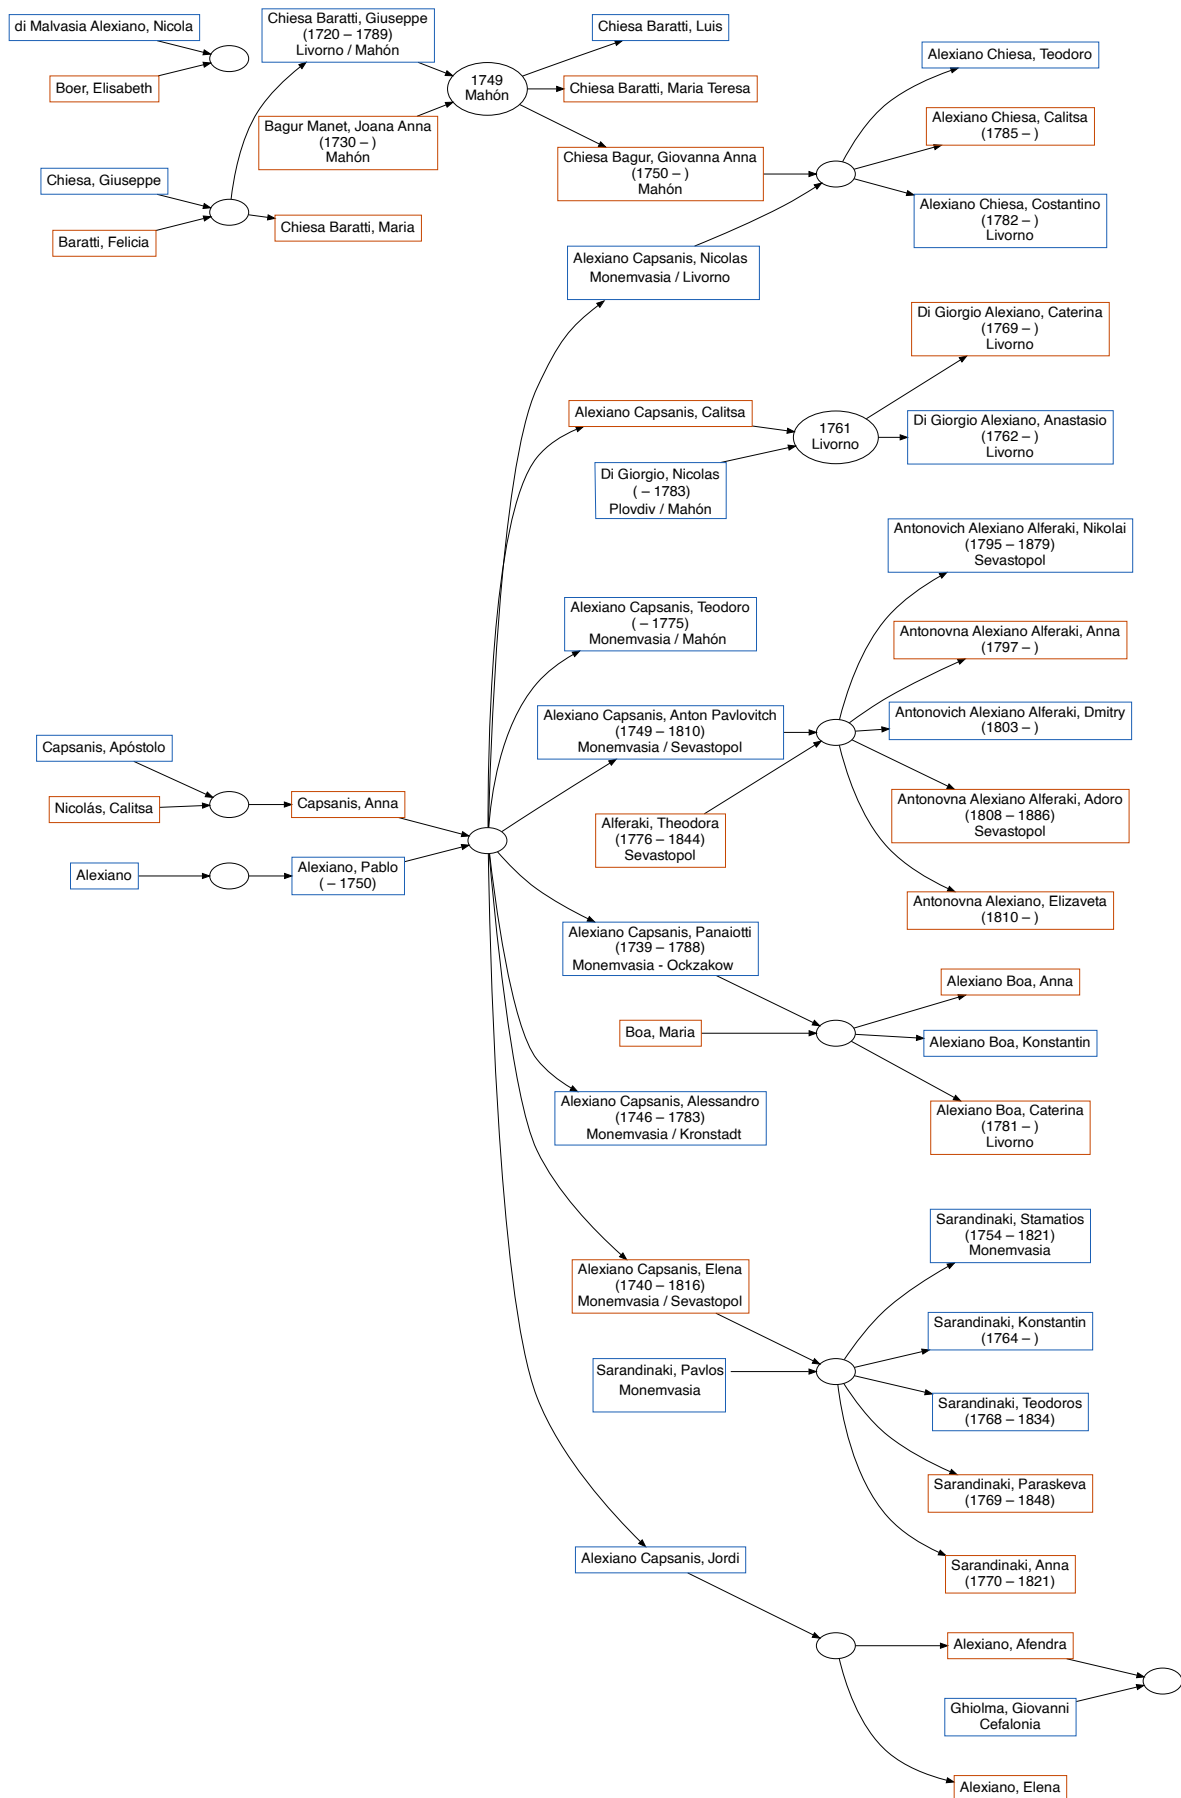 di Malvasia Alexiano, Nicola
Boer, Elisabeth
Chiesa Baratti, Giuseppe
(1720 – 1789)
Livorno / Mahón
Bagur Manet, Joana Anna
(1730 – )
Mahón
Chiesa, Giuseppe
Baratti, Felicia
Chiesa Baratti, Maria
1749
Mahón
Chiesa Baratti, Luis
Chiesa Baratti, Maria Teresa
Chiesa Bagur, Giovanna Anna
(1750 – )
Mahón
Alexiano Capsanis, Nicolas
Monemvasia / Livorno
Alexiano Chiesa, Teodoro
Alexiano Chiesa, Calitsa
(1785 – )
Alexiano Chiesa, Costantino
(1782 – )
Livorno
Alexiano Capsanis, Calitsa
Di Giorgio, Nicolas
( – 1783)
Plovdiv / Mahón
1761
Livorno
Di Giorgio Alexiano, Caterina
(1769 – )
Livorno
Di Giorgio Alexiano, Anastasio
(1762 – )
Livorno
Alexiano Capsanis, Teodoro
( – 1775)
Monemvasia / Mahón
Alexiano Capsanis, Anton Pavlovitch
(1749 – 1810)
Monemvasia / Sevastopol
Alferaki, Theodora
(1776 – 1844)
Sevastopol
Antonovich Alexiano Alferaki, Nikolai
(1795 – 1879)
Sevastopol
Antonovna Alexiano Alferaki, Anna
(1797 – )
Antonovich Alexiano Alferaki, Dmitry
(1803 – )
Antonovna Alexiano Alferaki, Adoro
(1808 – 1886)
Sevastopol
Antonovna Alexiano, Elizaveta
(1810 – )
Capsanis, Apóstolo
Nicolás, Calitsa
Capsanis, Anna
Alexiano
Alexiano, Pablo
( – 1750)
Alexiano Capsanis, Panaiotti
(1739 – 1788)
Monemvasia - Ockzakow
Boa, Maria
Alexiano Boa, Anna
Alexiano Boa, Konstantin
Alexiano Boa, Caterina
(1781 – )
Livorno
Alexiano Capsanis, Alessandro
(1746 – 1783)
Monemvasia / Kronstadt
Alexiano Capsanis, Elena
(1740 – 1816)
Monemvasia / Sevastopol
Sarandinaki, Pavlos
Monemvasia
Sarandinaki, Stamatios
(1754 – 1821)
Monemvasia
Sarandinaki, Konstantin
(1764 – )
Sarandinaki, Teodoros
(1768 – 1834)
Sarandinaki, Paraskeva
(1769 – 1848)
Sarandinaki, Anna
(1770 – 1821)
Alexiano Capsanis, Jordi
Alexiano, Afendra
Ghiolma, Giovanni
Cefalonia
Alexiano, Elena